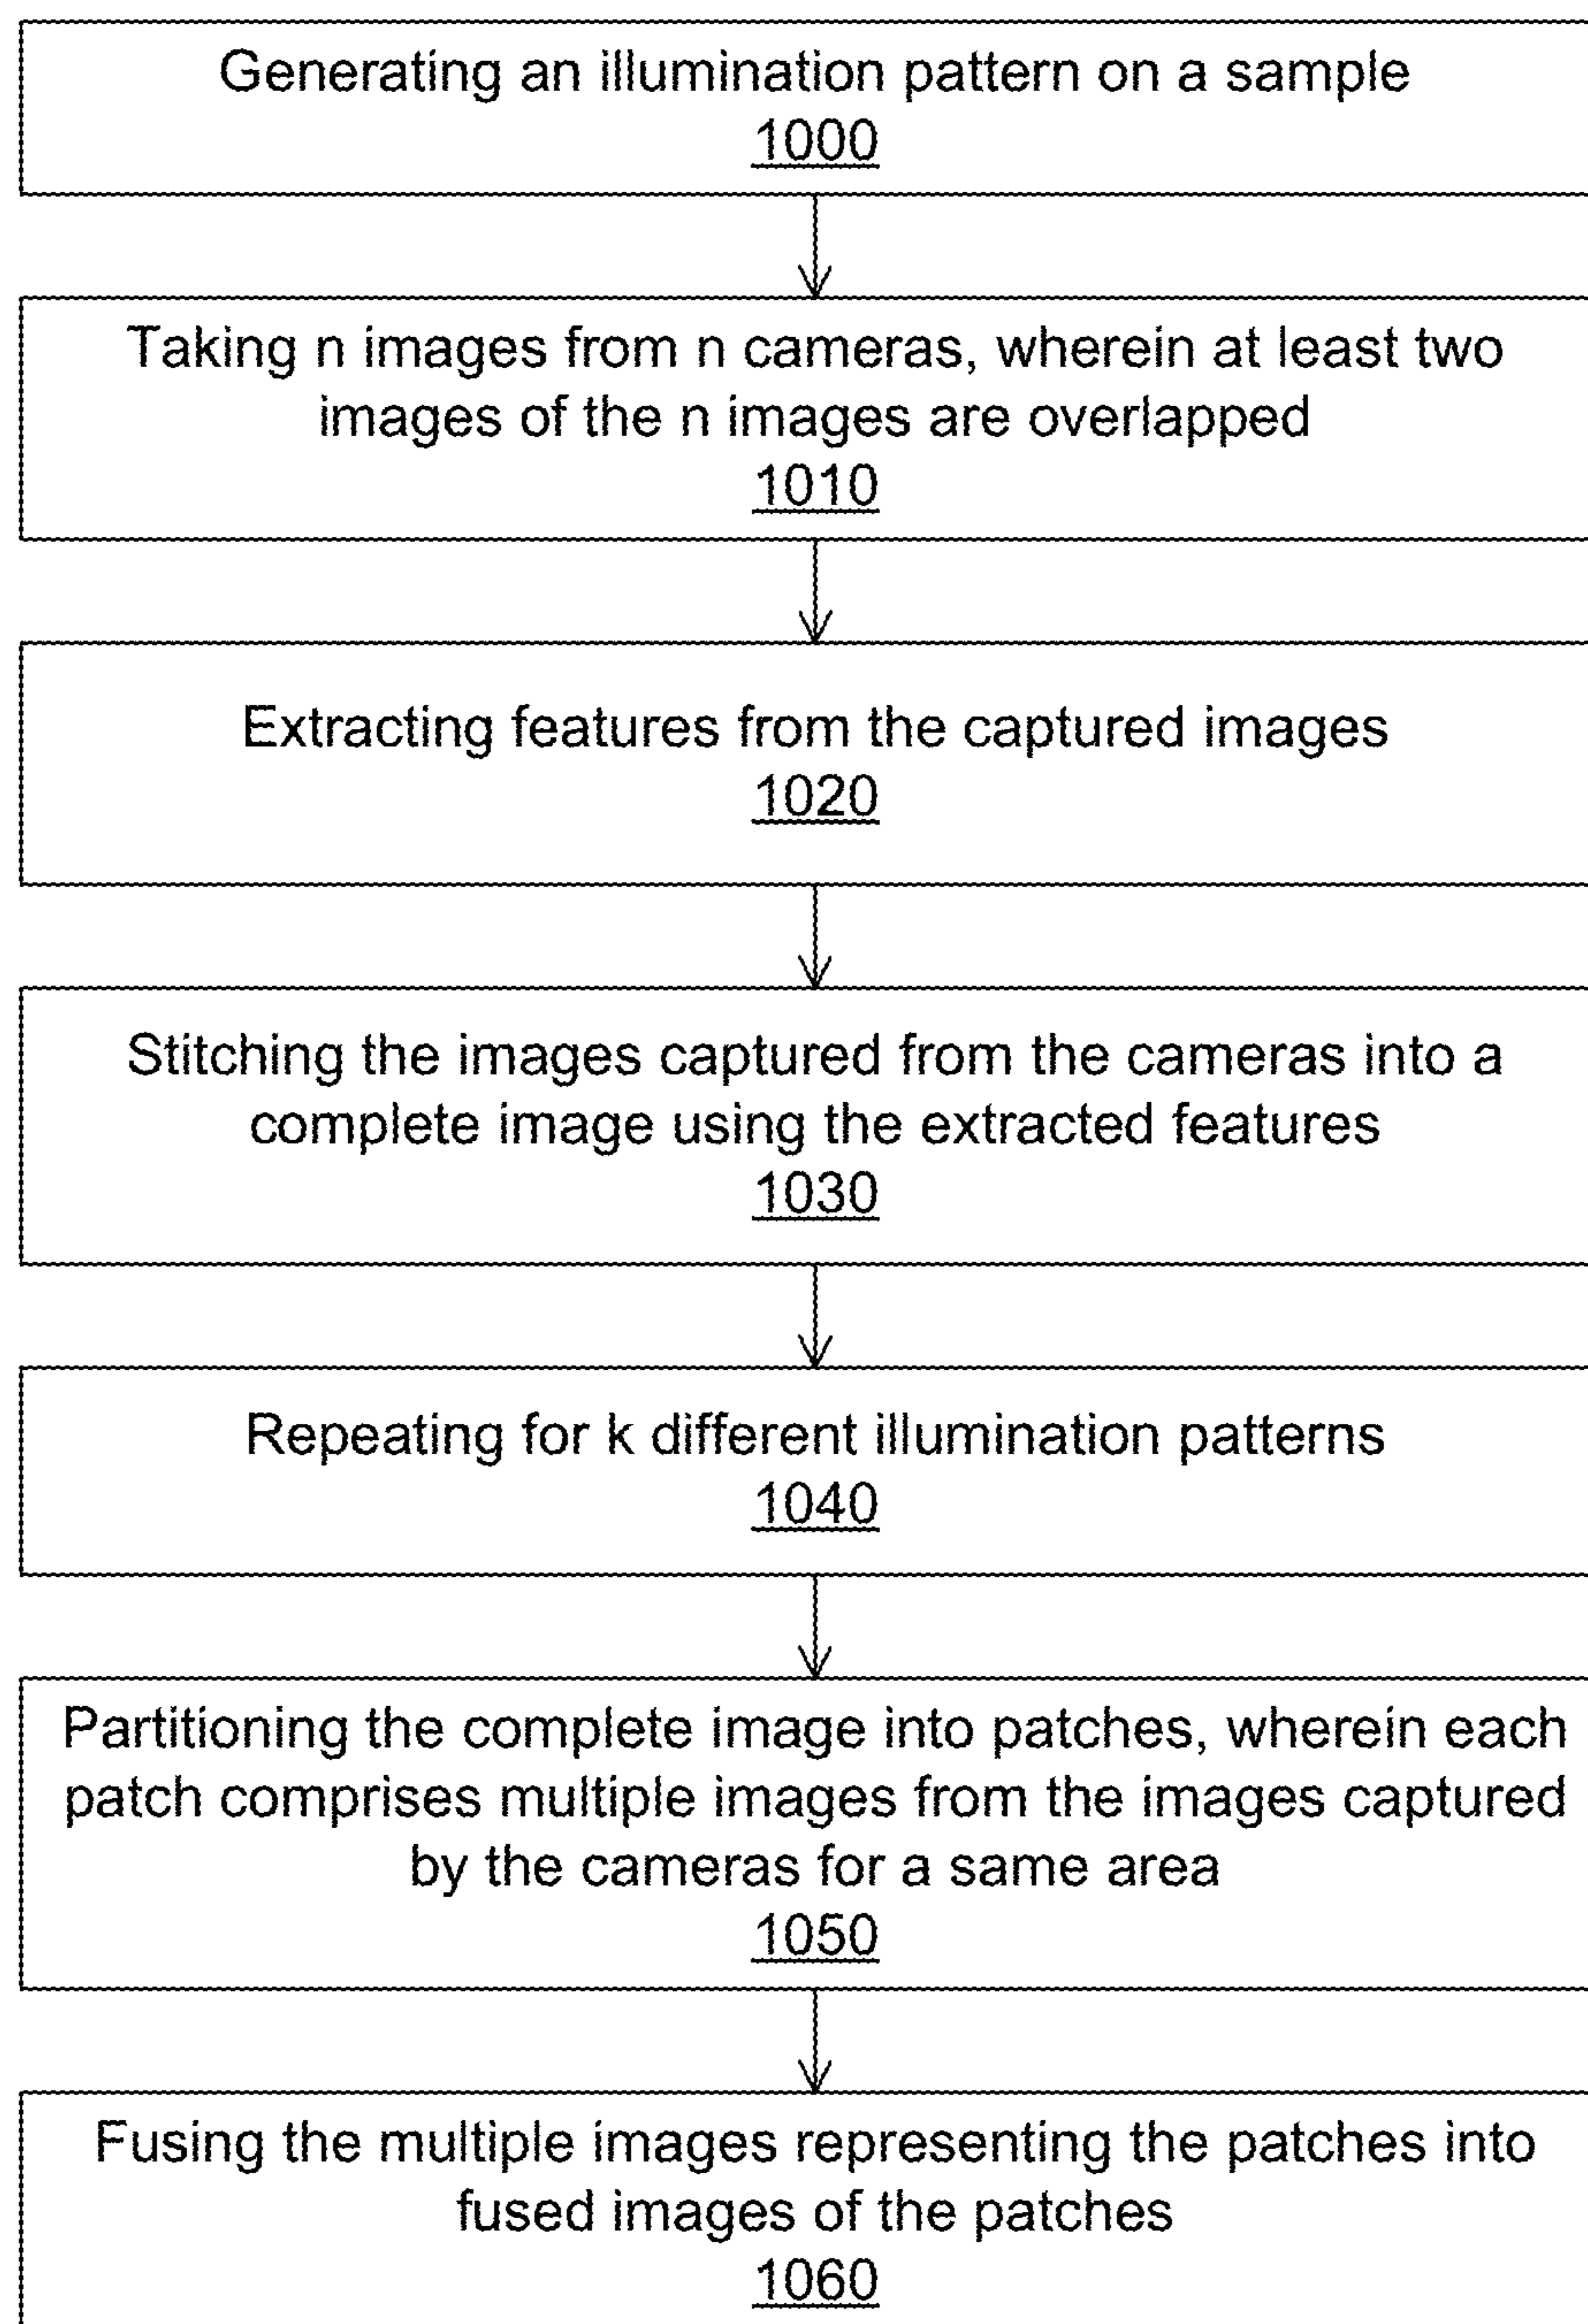 Generating an illumination pattern on a sample
1000
Taking n images from n cameras, wherein at least two
images of the n images are overlapped
1010
Extracting features from the captured images
1020
Stitching the images captured from the cameras into a
complete image using the extracted features
1030
Repeating for k different illumination patterns
1040
Partitioning the complete image into patches, wherein each
patch comprises multiple images from the images captured
by the cameras for a same area
1050
Fusing the multiple images representing the patches into
fused images of the patches
1060